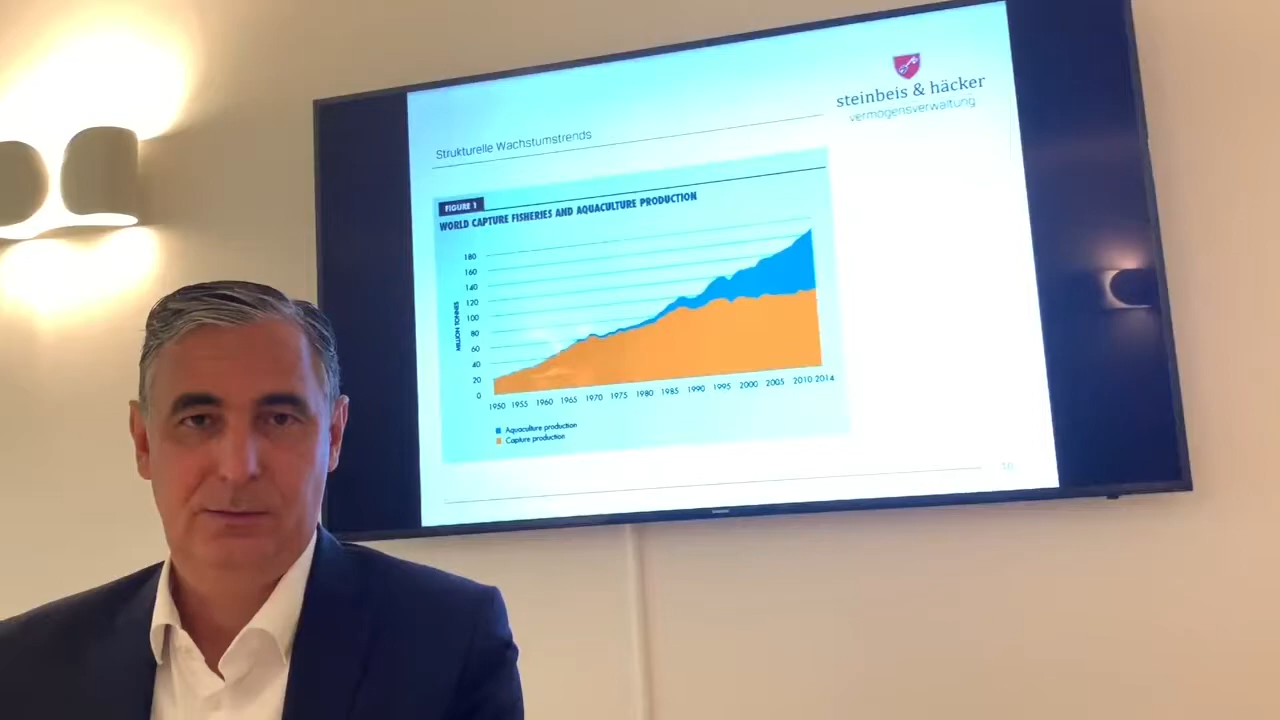 steinbeis & häcker
vermögensverwaltung
Strukturelle Wachstumstrends
FIGURE 1
WORLD CAPTURE FISHERIES AND AQUACULTURE PRODUCTION
MILLION TONNES
180
160
140
120
100
80
60
40
20
0
1950 1955 1960 1965 1970 1975 1980 1985 1990 1995 2000 2005 2010 2014
Aquaculture production
Capture production
10